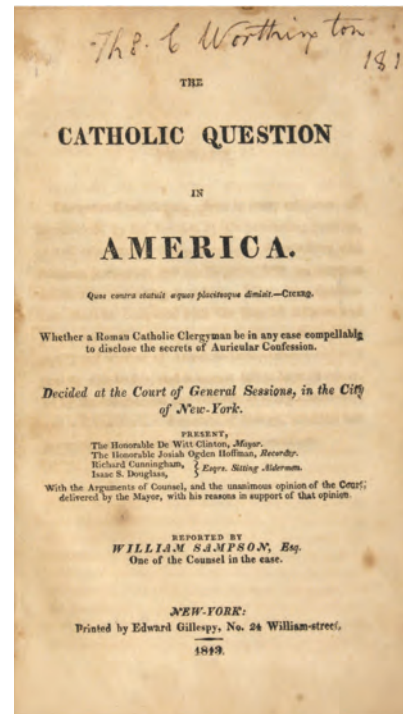 Thˢ. C Worthington
181
THE
CATHOLIC QUESTION
IN
AMERICA.
Quos contra statuit æquos placitosque dimisit.—CICERO.
Whether a Roman Catholic Clergyman be in any case compellable
to disclose the secrets of Auricular Confession.
Decided at the Court of General Sessions, in the City
of New-York.
PRESENT,
The Honorable De Witt Clinton, Mayor.
The Honorable Josiah Ogden Hoffman, Recorder.
Richard Cunningham, } Esqrs. Sitting Aldermen.
Isaac S. Douglass,
With the Arguments of Counsel, and the unanimous opinion of the Court,
delivered by the Mayor, with his reasons in support of that opinion.
REPORTED BY
WILLIAM SAMPSON, Esq.
One of the Counsel in the case.
NEW-YORK:
Printed by Edward Gillespy, No. 24 William-street.
1813.